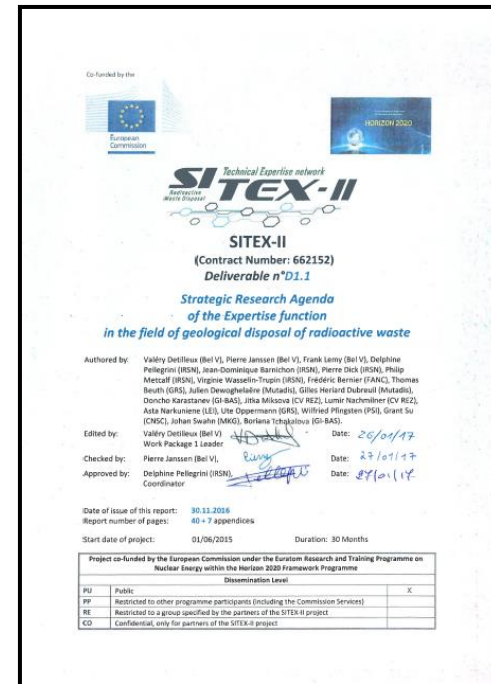 Co-funded by the
European
Commission
HORIZON 2020
SITEX-II
Technical Expertise network
Radioactive
Waste Disposal
SITEX-II
(Contract Number: 662152)
Deliverable n°D1.1
Strategic Research Agenda
of the Expertise function
in the field of geological disposal of radioactive waste
Authored by: Valéry Detilleux (Bel V), Pierre Janssen (Bel V), Frank Lemy (Bel V), Delphine
Pellegrini (IRSN), Jean-Dominique Barnichon (IRSN), Pierre Dick (IRSN), Philip
Metcalf (IRSN), Virginie Wasselin-Trupin (IRSN), Frédéric Bernier (FANC), Thomas
Beuth (GRS), Julien Dewoghelaëre (Mutadis), Gilles Heriard Dubreuil (Mutadis),
Doncho Karastanev (GI-BAS), Jitka Miksova (CV REZ), Lumir Nachmilner (CV REZ),
Asta Narkuniene (LEI), Ute Oppermann (GRS), Wilfried Pfingsten (PSI), Grant Su
(CNSC), Johan Swahn (MKG), Boriana Tchakalova (GI-BAS).
Edited by: Valéry Detilleux (Bel V) Date: 26/01/17
Work Package 1 Leader
Checked by: Pierre Janssen (Bel V), Date: 27/01/17
Approved by: Delphine Pellegrini (IRSN), Date: 27/01/17
Coordinator
Date of issue of this report: 30.11.2016
Report number of pages: 40 + 7 appendices
Start date of project: 01/06/2015 Duration: 30 Months
Project co-funded by the European Commission under the Euratom Research and Training Programme on
Nuclear Energy within the Horizon 2020 Framework Programme
Dissemination Level
PU Public X
PP Restricted to other programme participants (including the Commission Services)
RE Restricted to a group specified by the partners of the SITEX-II project
CO Confidential, only for partners of the SITEX-II project